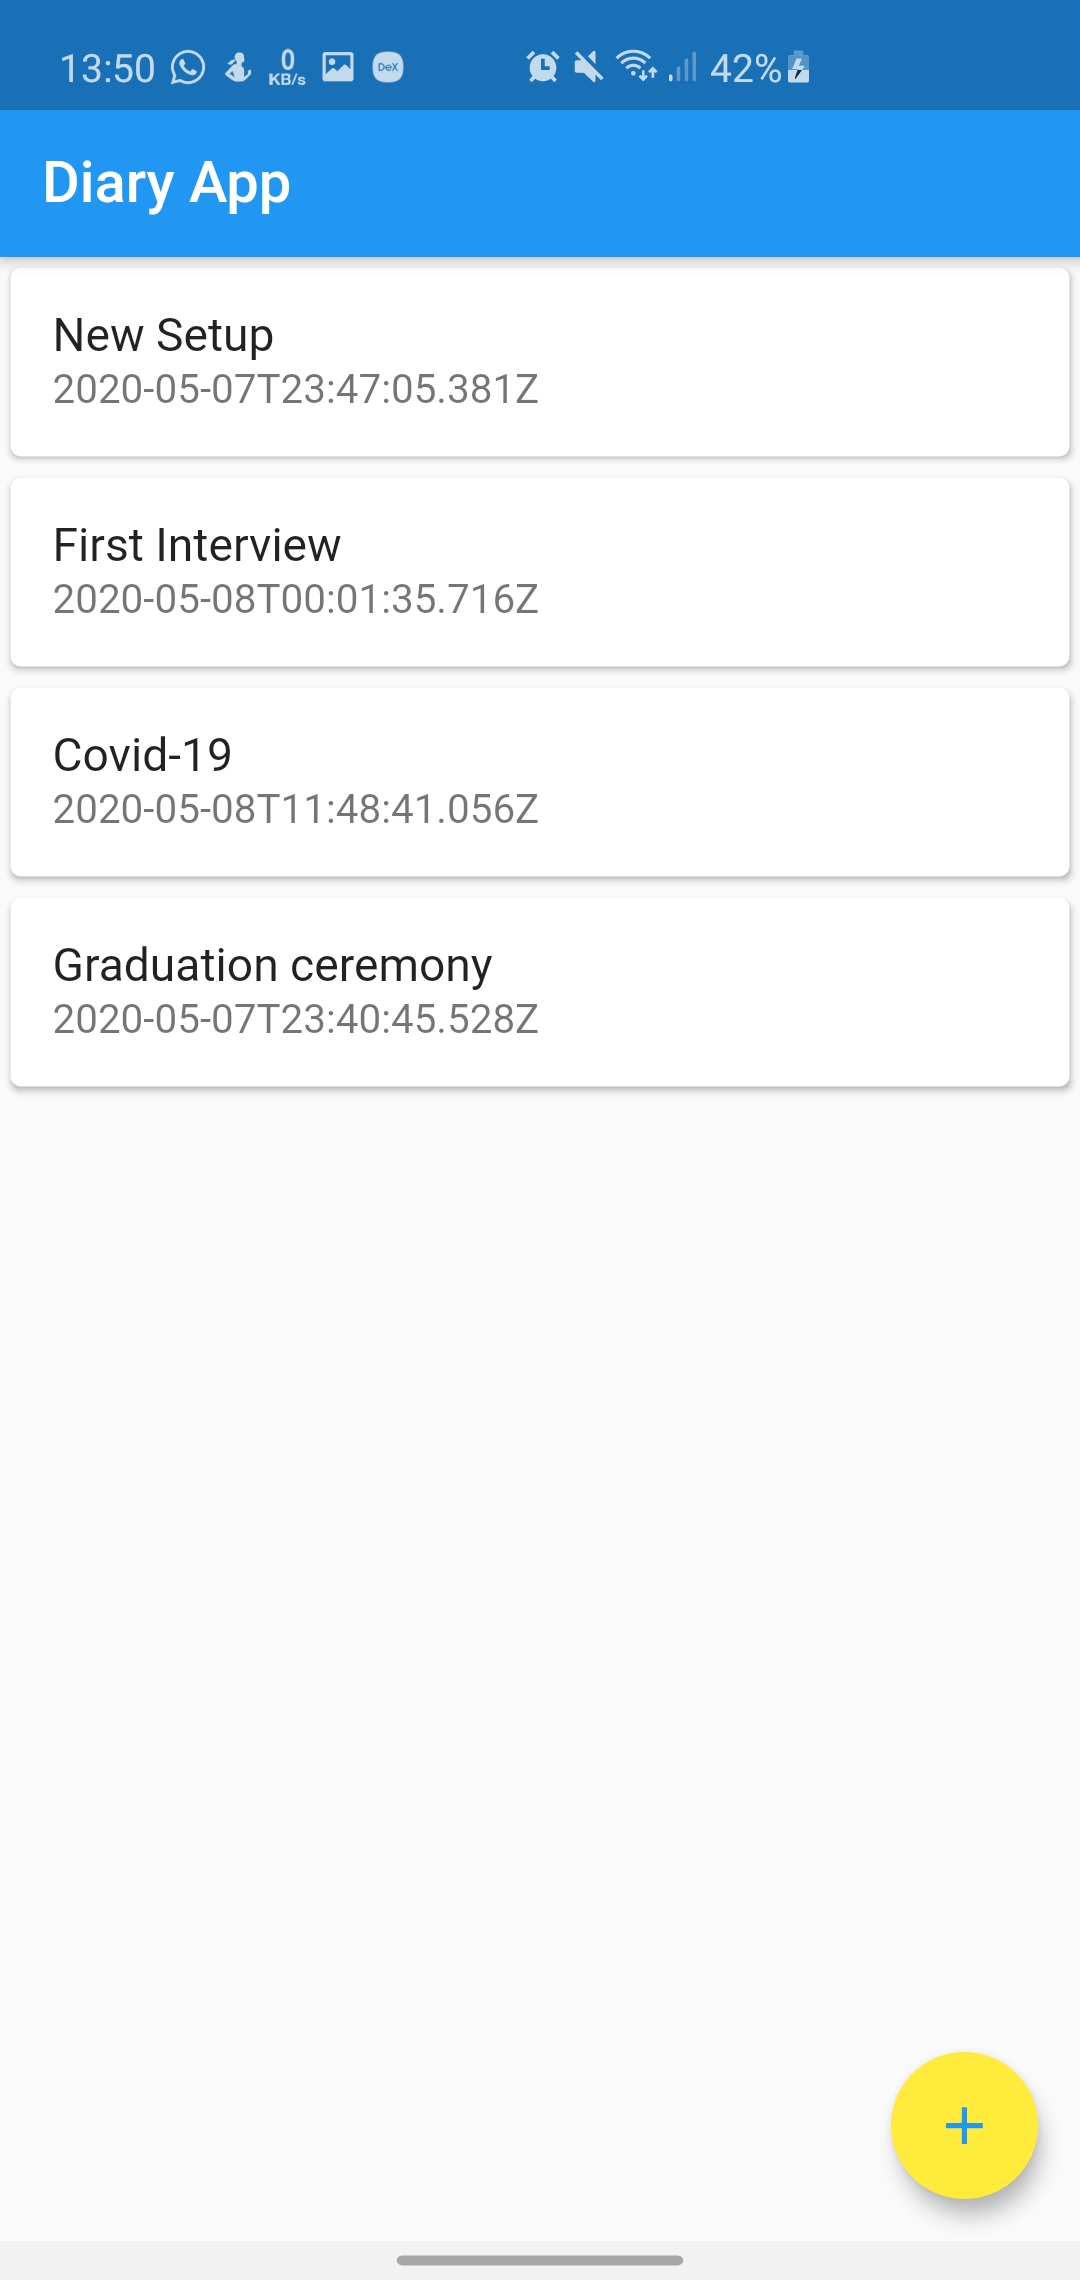 13:50 0 KB/s DeX 42%
Diary App
New Setup
2020-05-07T23:47:05.381Z
First Interview
2020-05-08T00:01:35.716Z
Covid-19
2020-05-08T11:48:41.056Z
Graduation ceremony
2020-05-07T23:40:45.528Z